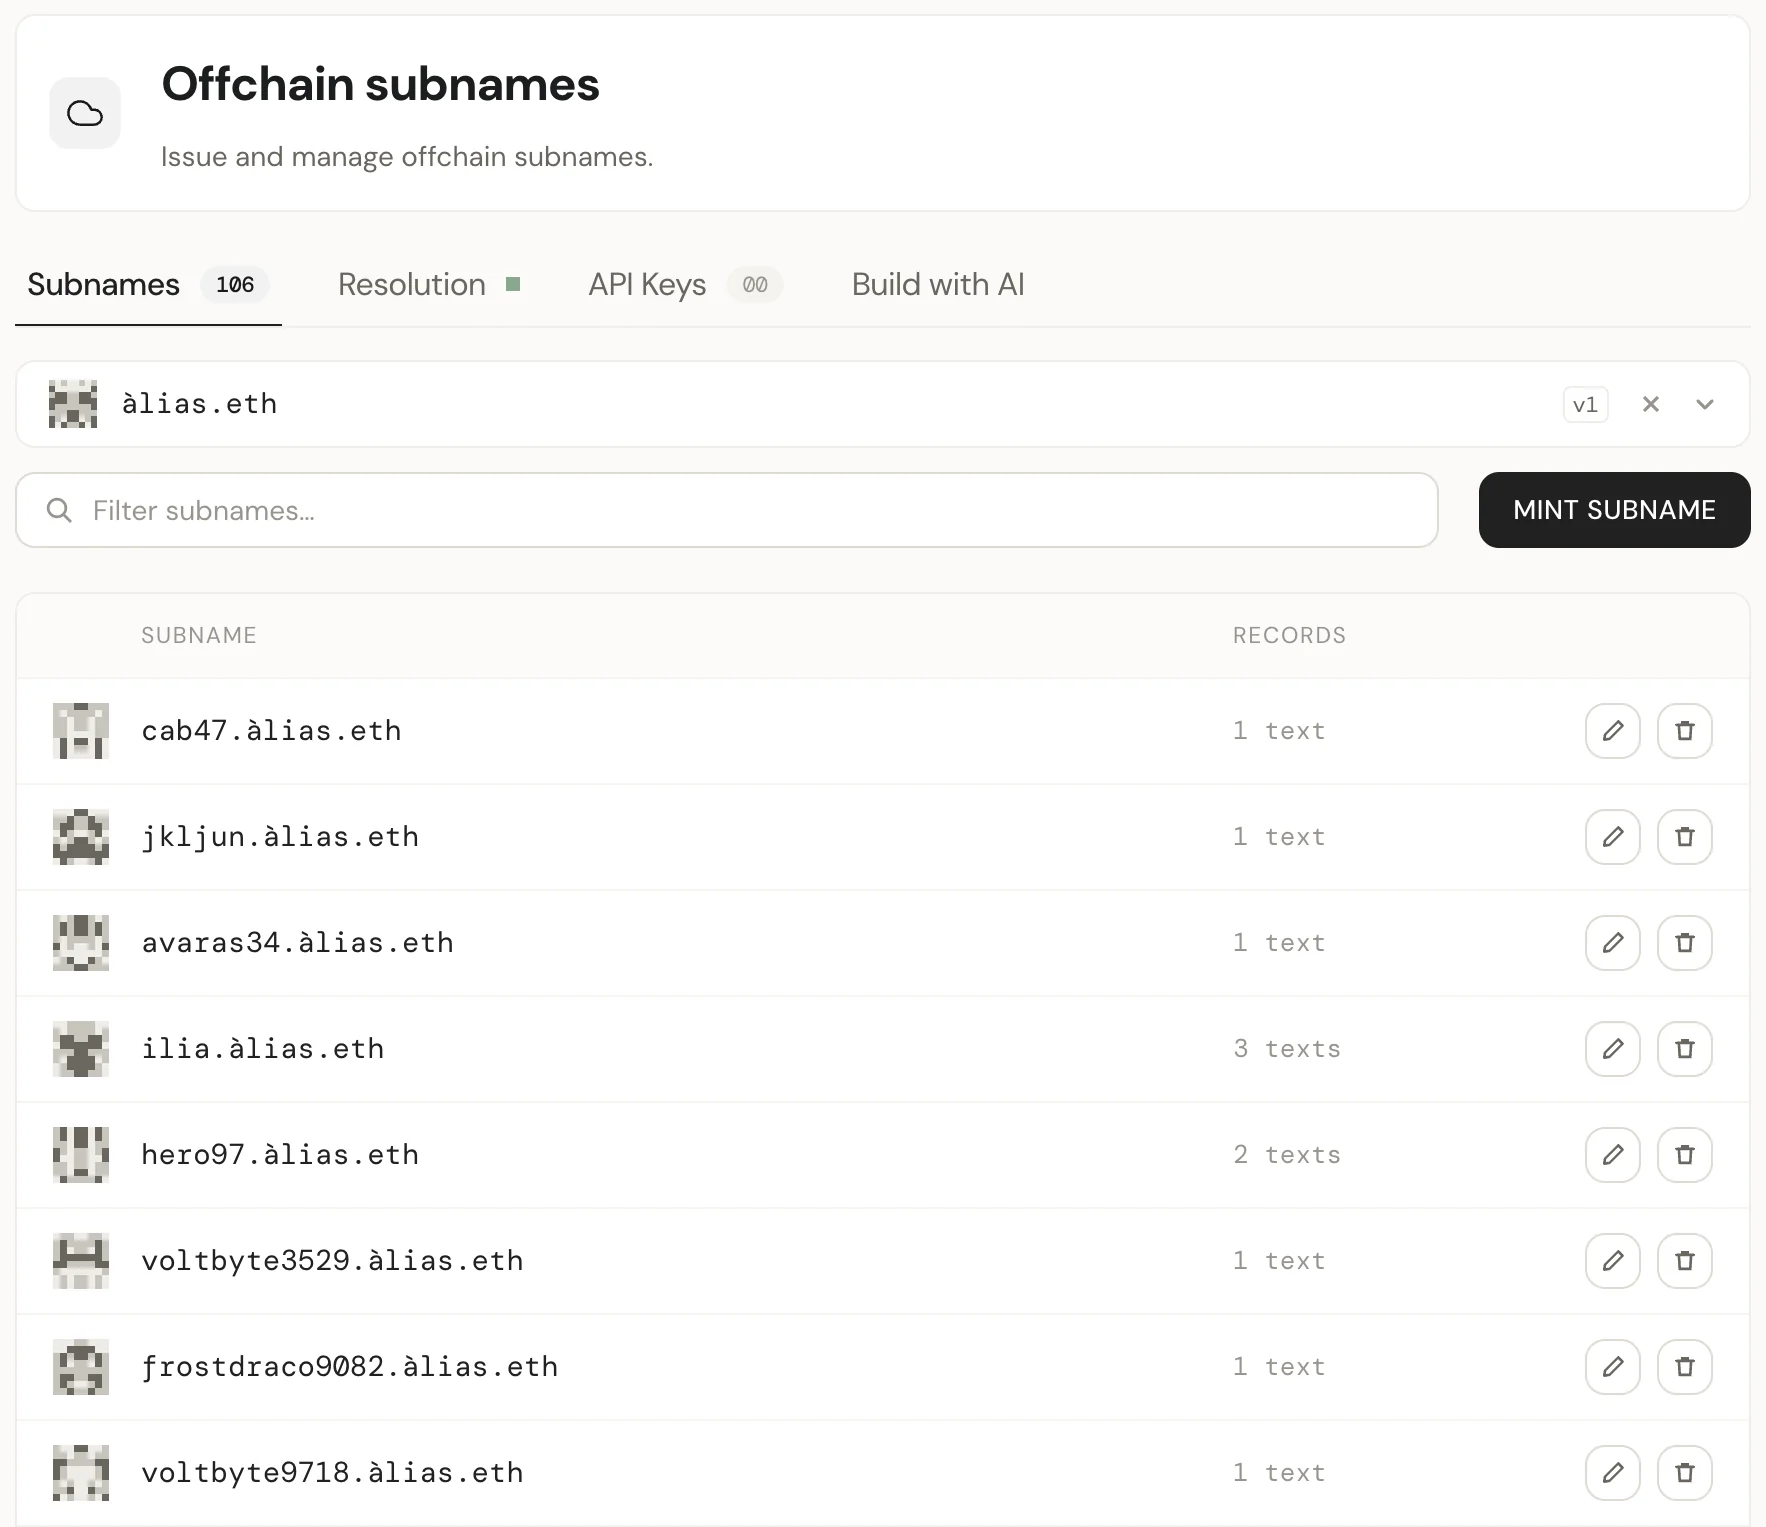 Offchain subnames
Issue and manage offchain subnames.
Subnames 106 Resolution API Keys 00 Build with AI
àlias.eth v1
Filter subnames...
MINT SUBNAME
SUBNAME RECORDS
cab47.àlias.eth 1 text
jkljun.àlias.eth 1 text
avaras34.àlias.eth 1 text
ilia.àlias.eth 3 texts
hero97.àlias.eth 2 texts
voltbyte3529.àlias.eth 1 text
frostdraco9082.àlias.eth 1 text
voltbyte9718.àlias.eth 1 text